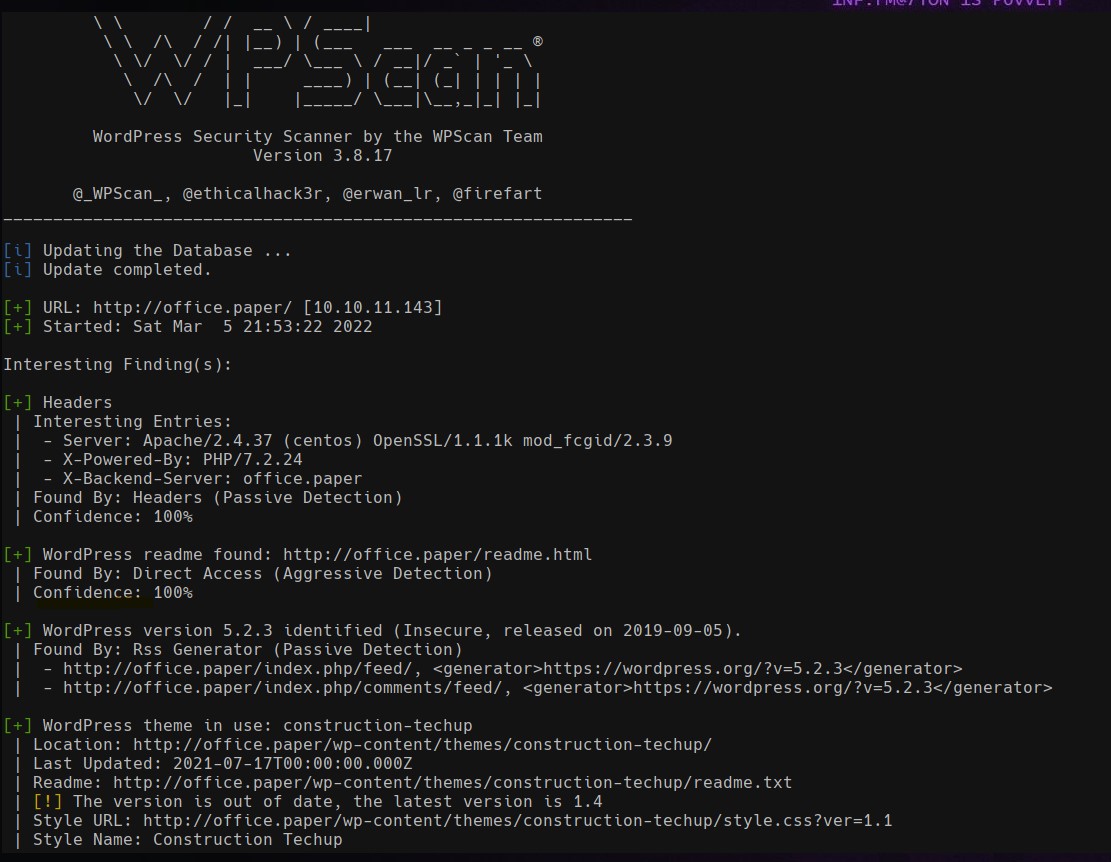 \ \        / /  __ \ / ____|
\ \  /\  / /| |__) | (___   ___  __ _ _ __ ®
\ \/  \/ / |  ___/ \___ \ / __|/ _` | '_ \
\  /\  /  | |     ____) | (__| (_| | | | |
\/  \/   |_|    |_____/ \___|\__,_|_| |_|
WordPress Security Scanner by the WPScan Team
Version 3.8.17
@_WPScan_, @ethicalhack3r, @erwan_lr, @firefart
_______________________________________________________________
[i] Updating the Database ...
[i] Update completed.
[+] URL: http://office.paper/ [10.10.11.143]
[+] Started: Sat Mar  5 21:53:22 2022
Interesting Finding(s):
[+] Headers
| Interesting Entries:
|  - Server: Apache/2.4.37 (centos) OpenSSL/1.1.1k mod_fcgid/2.3.9
|  - X-Powered-By: PHP/7.2.24
|  - X-Backend-Server: office.paper
| Found By: Headers (Passive Detection)
| Confidence: 100%
[+] WordPress readme found: http://office.paper/readme.html
| Found By: Direct Access (Aggressive Detection)
| Confidence: 100%
[+] WordPress version 5.2.3 identified (Insecure, released on 2019-09-05).
| Found By: Rss Generator (Passive Detection)
|  - http://office.paper/index.php/feed/, <generator>https://wordpress.org/?v=5.2.3</generator>
|  - http://office.paper/index.php/comments/feed/, <generator>https://wordpress.org/?v=5.2.3</generator>
[+] WordPress theme in use: construction-techup
| Location: http://office.paper/wp-content/themes/construction-techup/
| Last Updated: 2021-07-17T00:00:00.000Z
| Readme: http://office.paper/wp-content/themes/construction-techup/readme.txt
| [!] The version is out of date, the latest version is 1.4
| Style URL: http://office.paper/wp-content/themes/construction-techup/style.css?ver=1.1
| Style Name: Construction Techup